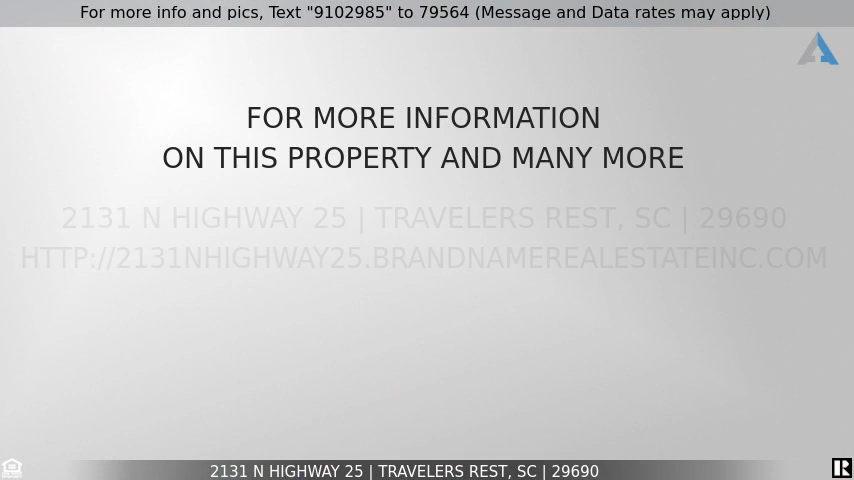 For more info and pics, Text "9102985" to 79564 (Message and Data rates may apply)
FOR MORE INFORMATION
ON THIS PROPERTY AND MANY MORE
2131 N HIGHWAY 25 | TRAVELERS REST, SC | 29690
HTTP://2131NHIGHWAY25.BRANDNAMEREALESTATEINC.COM
2131 N HIGHWAY 25 | TRAVELERS REST, SC | 29690